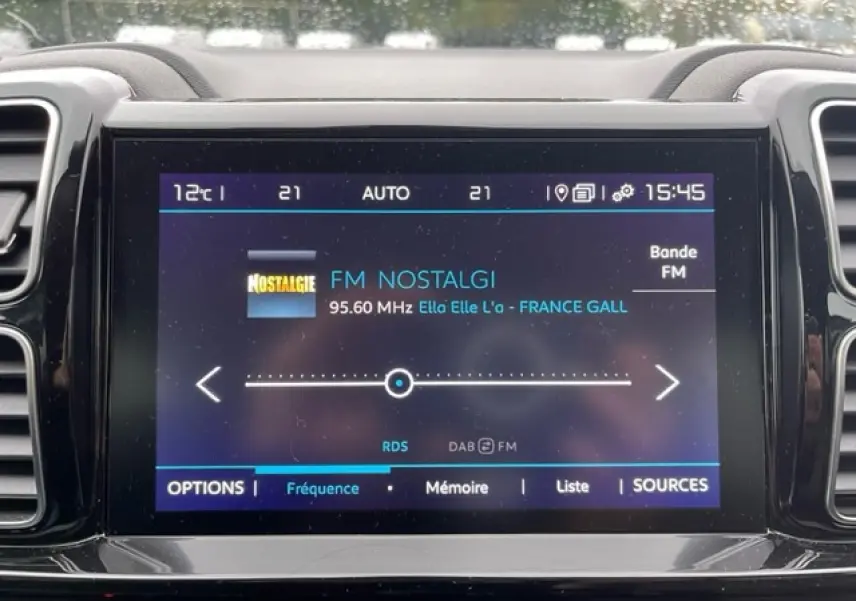 12°C | 21 AUTO 21 | | 15:45
Bande
FM
NOSTALGIE
FM NOSTALGI
95.60 MHz Ella Elle L'a - FRANCE GALL
RDS DAB FM
OPTIONS | Fréquence • Mémoire | Liste | SOURCES